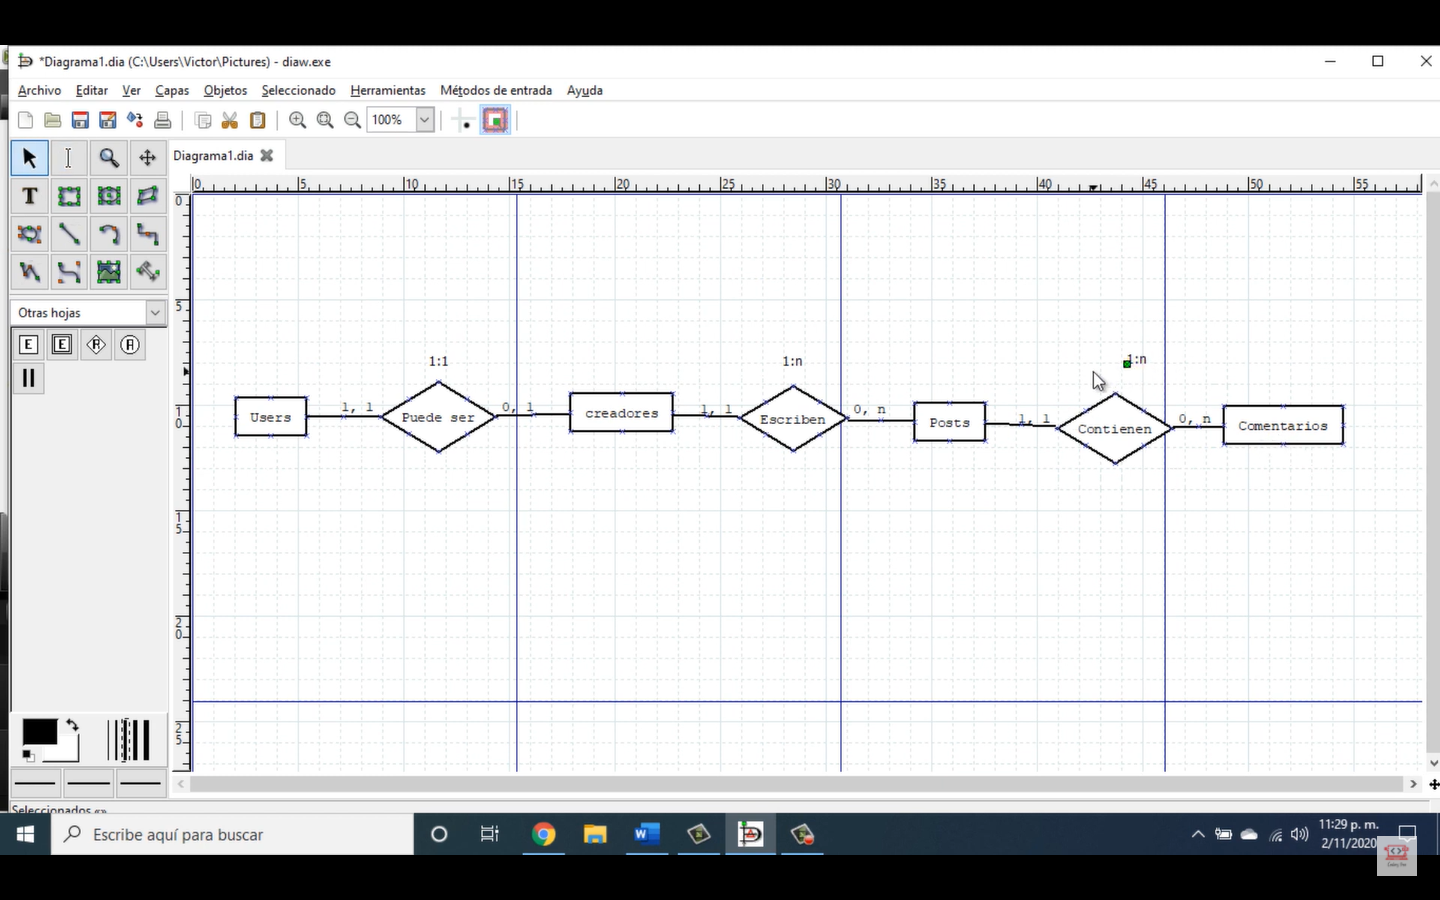 *Diagrama1.dia (C:\Users\Victor\Pictures) - diaw.exe
Archivo Editar Ver Capas Objetos Seleccionado Herramientas Métodos de entrada Ayuda
100%
Diagrama1.dia
0 5 10 15 20 25 30 35 40 45 50 55
T
0
5
10
15
20
25
Otras hojas
E E R A
1:1 1:n 1:n
Users 1, 1 Puede ser 0, 1 creadores 1, 1 Escriben 0, n Posts 1, 1 Contienen 0, n Comentarios
Seleccionados
Escribe aquí para buscar
11:29 p. m.
2/11/2020